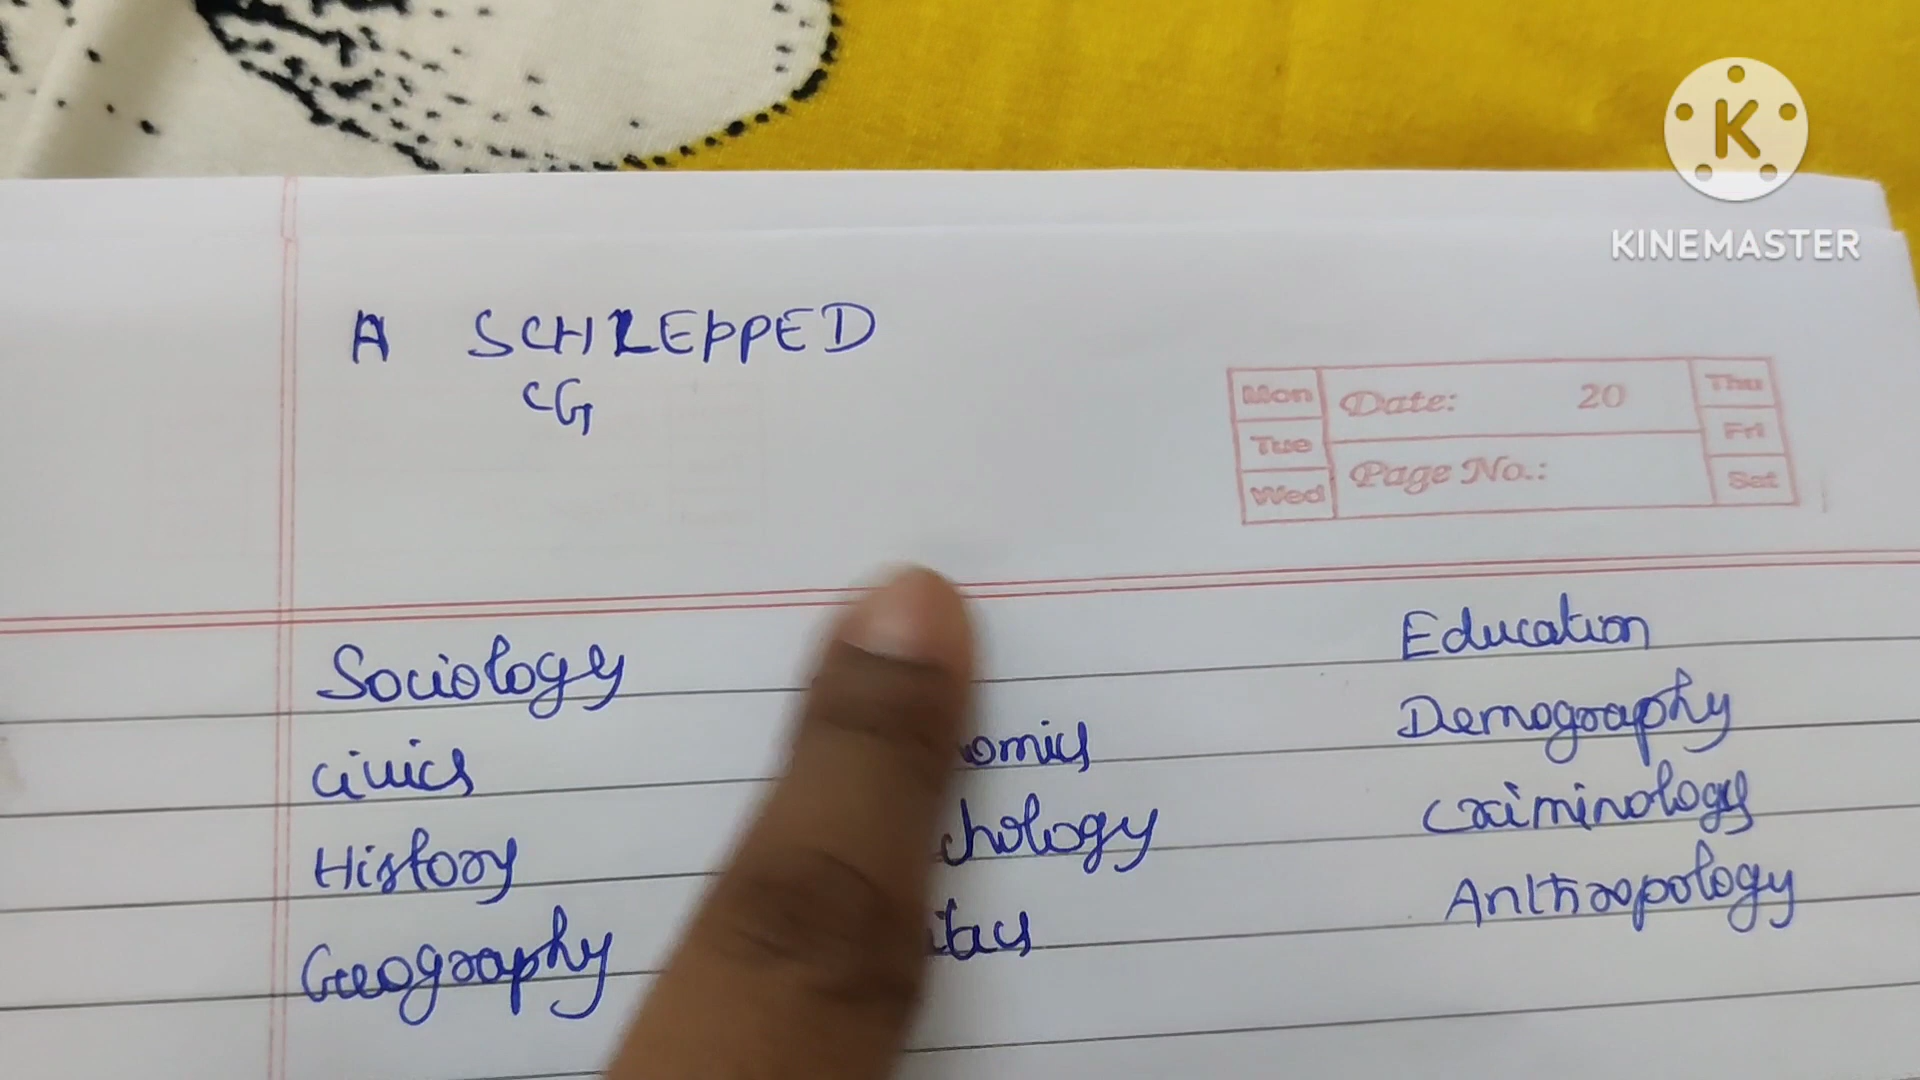 K
KINEMASTER
A SCHLEPPED
CG
Mon
Tue
Wed
Date: 20
Page No.:
Thu
Fri
Sat
Sociology
Civics
History
Geography
omics
chology
itics
Education
Demography
Criminology
Anthropology